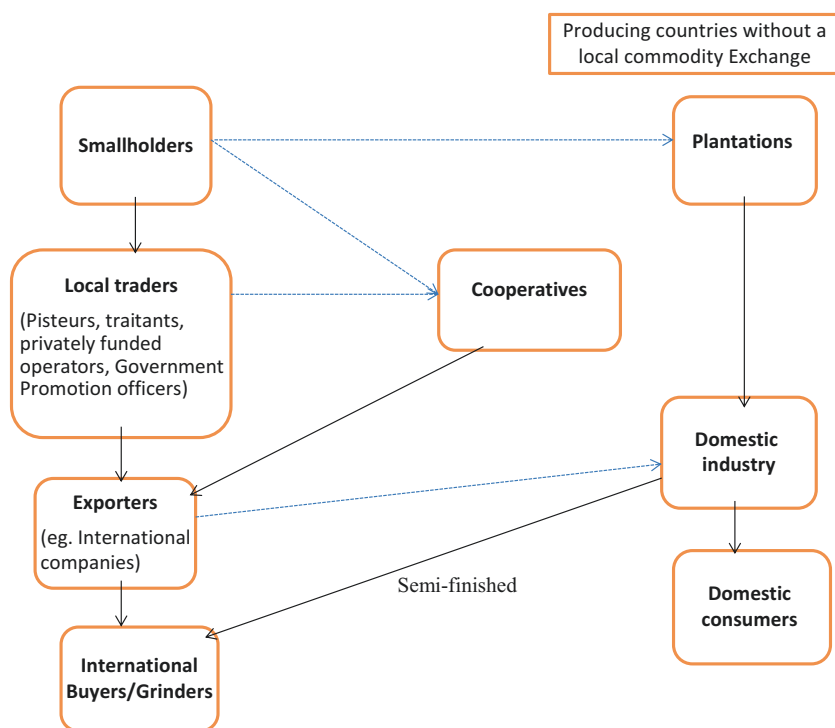 Producing countries without a
local commodity Exchange
Smallholders
Plantations
Local traders
(Pisteurs, traitants,
privately funded
operators, Government
Promotion officers)
Cooperatives
Domestic
industry
Exporters
(eg. International
companies)
Semi-finished
Domestic
consumers
International
Buyers/Grinders